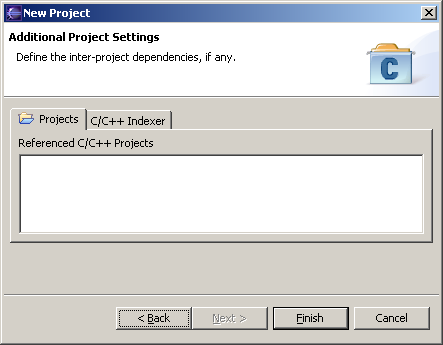 New Project
Additional Project Settings
Define the inter-project dependencies, if any.
C
Projects
C/C++ Indexer
Referenced C/C++ Projects
< Back
Next >
Finish
Cancel